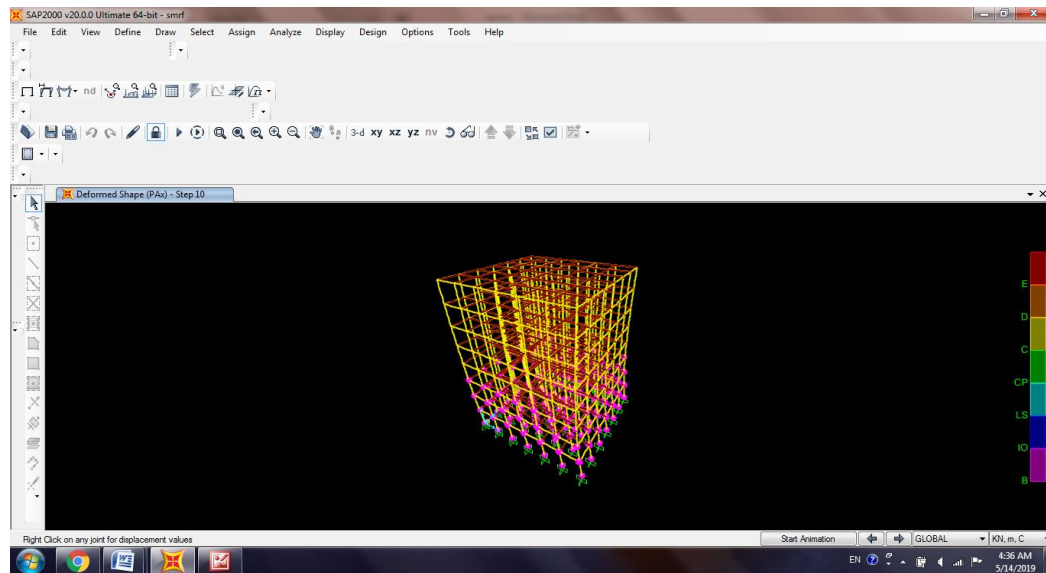 SAP2000 v20.0.0 Ultimate 64-bit - smrf
File Edit View Define Draw Select Assign Analyze Display Design Options Tools Help
nd
3-d xy xz yz nv
Deformed Shape (PAx) - Step 10
E
D
C
CP
LS
IO
B
Right Click on any joint for displacement values
Start Animation
GLOBAL
KN, m, C
EN
4:36 AM
5/14/2019